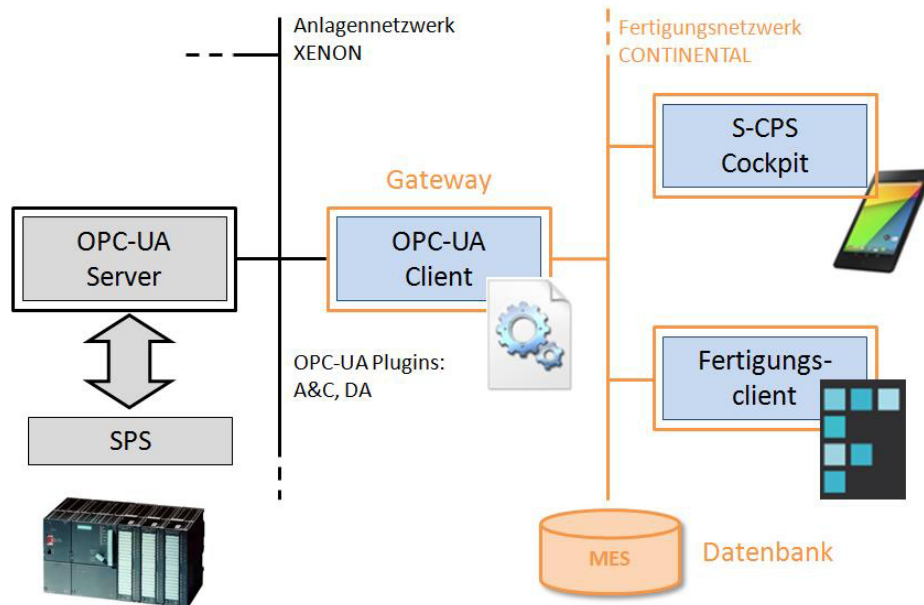 Anlagennetzwerk
XENON
Fertigungsnetzwerk
CONTINENTAL
S-CPS
Cockpit
Gateway
OPC-UA
Server
OPC-UA
Client
OPC-UA Plugins:
A&C, DA
Fertigungs-
client
SPS
MES
Datenbank